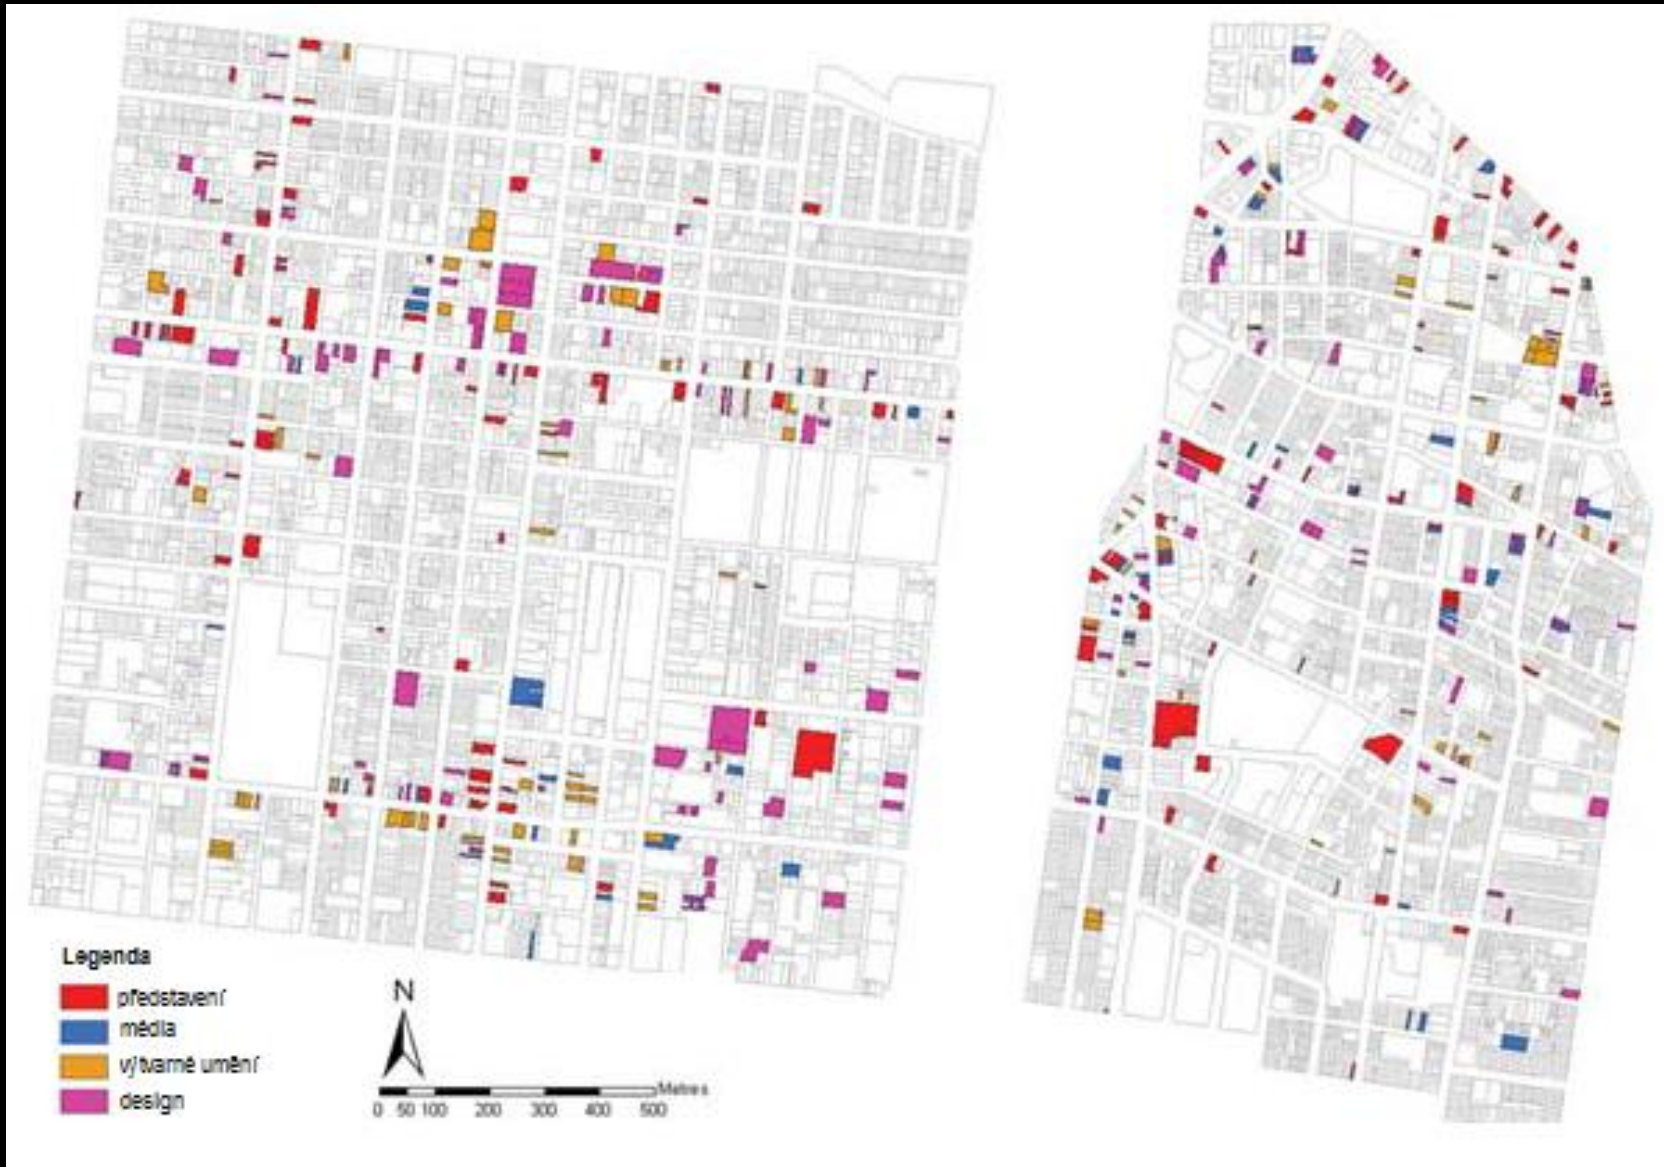 Legenda
představení
média
výtvarné umění
design
N
Metres
0 50 100 200 300 400 500